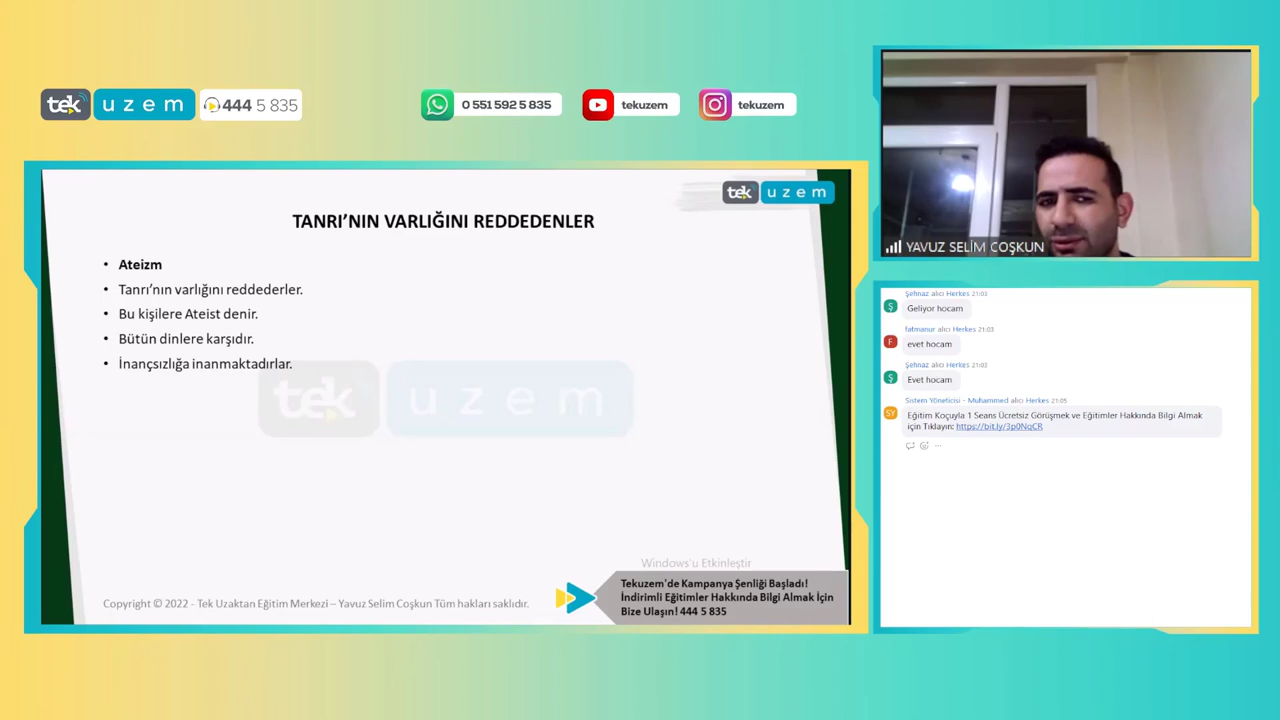 tek uzem 444 5 835
0 551 592 5 835
tekuzem
tekuzem
tek uzem
TANRI’NIN VARLIĞINI REDDEDENLER
• Ateizm
• Tanrı’nın varlığını reddederler.
• Bu kişilere Ateist denir.
• Bütün dinlere karşıdır.
• İnançsızlığa inanmaktadırlar.
tek uzem
Windows'u Etkinleştir
Tekuzem'de Kampanya Şenliği Başladı!
İndirimli Eğitimler Hakkında Bilgi Almak İçin
Bize Ulaşın! 444 5 835
Copyright © 2022 - Tek Uzaktan Eğitim Merkezi – Yavuz Selim Coşkun Tüm hakları saklıdır.
YAVUZ SELİM COŞKUN
Şehnaz alıcı Herkes 21:03
Ş
Geliyor hocam
fatmanur alıcı Herkes 21:03
F
evet hocam
Şehnaz alıcı Herkes 21:03
Ş
Evet hocam
Sistem Yöneticisi - Muhammed alıcı Herkes 21:05
SY
Eğitim Koçuyla 1 Seans Ücretsiz Görüşmek ve Eğitimler Hakkında Bilgi Almak
için Tıklayın: https://bit.ly/3p0NqCR